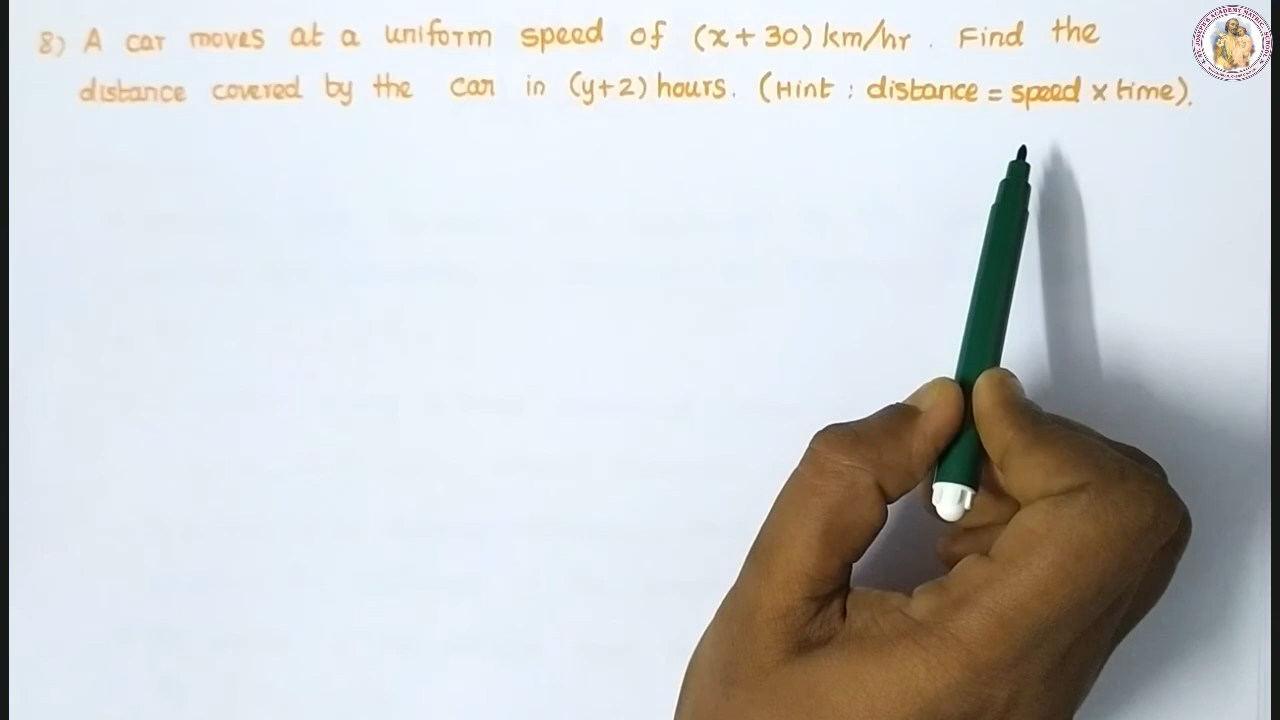 8) A car moves at a uniform speed of (x+30) km/hr. Find the
distance covered by the car in (y+2) hours. (Hint : distance = speed × time).